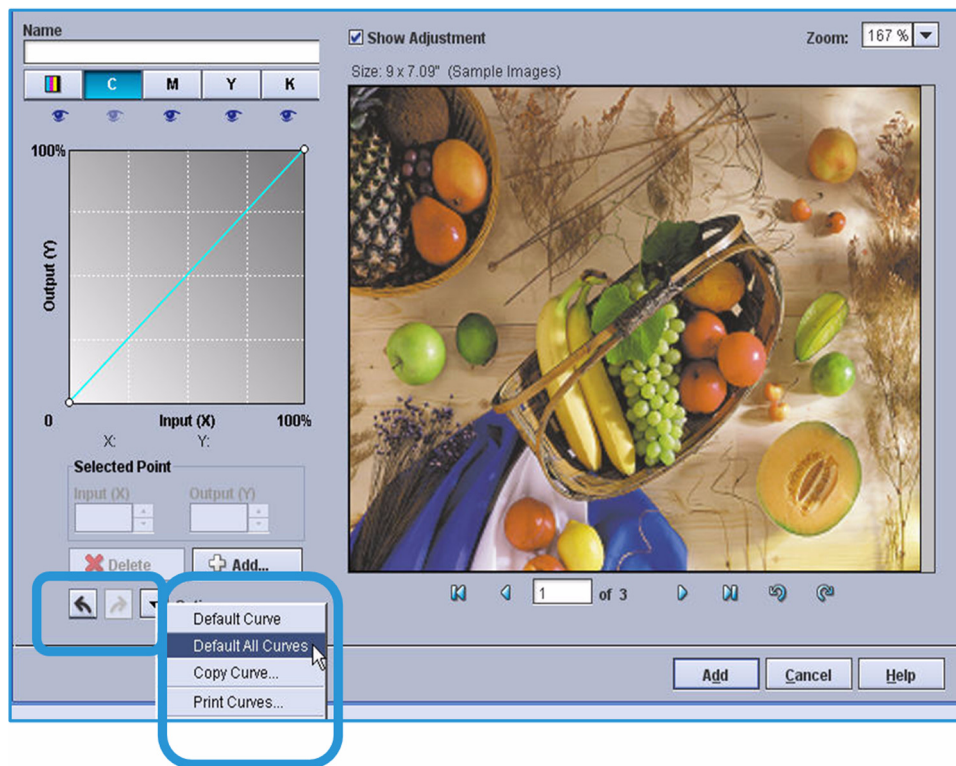 Name
C M Y K
100%
Output (Y)
0 Input (X) 100%
X: Y:
Selected Point
Input (X) Output (Y)
Delete Add...
Default Curve
Default All Curves
Copy Curve...
Print Curves...
Show Adjustment
Zoom: 167 %
Size: 9 x 7.09" (Sample Images)
1 of 3
Add Cancel Help